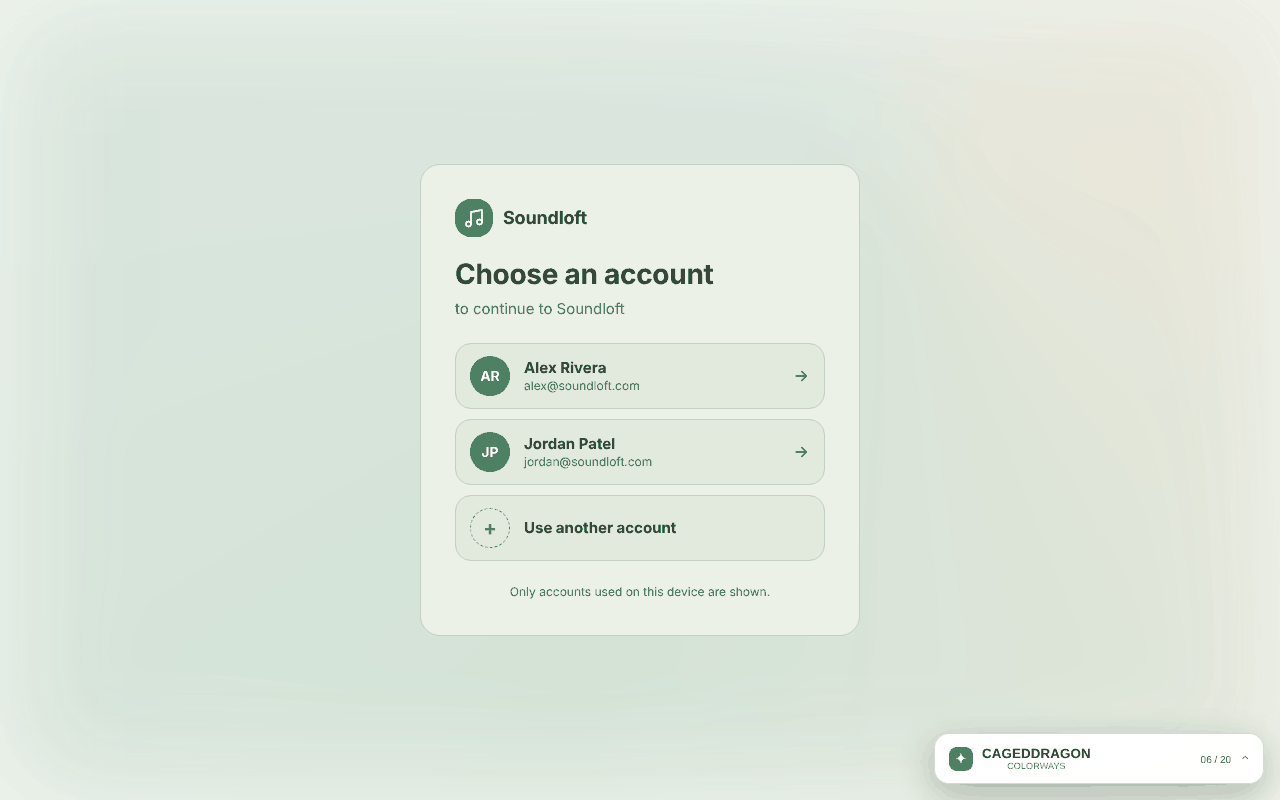 Soundloft
Choose an account
to continue to Soundloft
AR
Alex Rivera
alex@soundloft.com
JP
Jordan Patel
jordan@soundloft.com
+
Use another account
Only accounts used on this device are shown.
CAGEDDRAGON
COLORWAYS
06 / 20